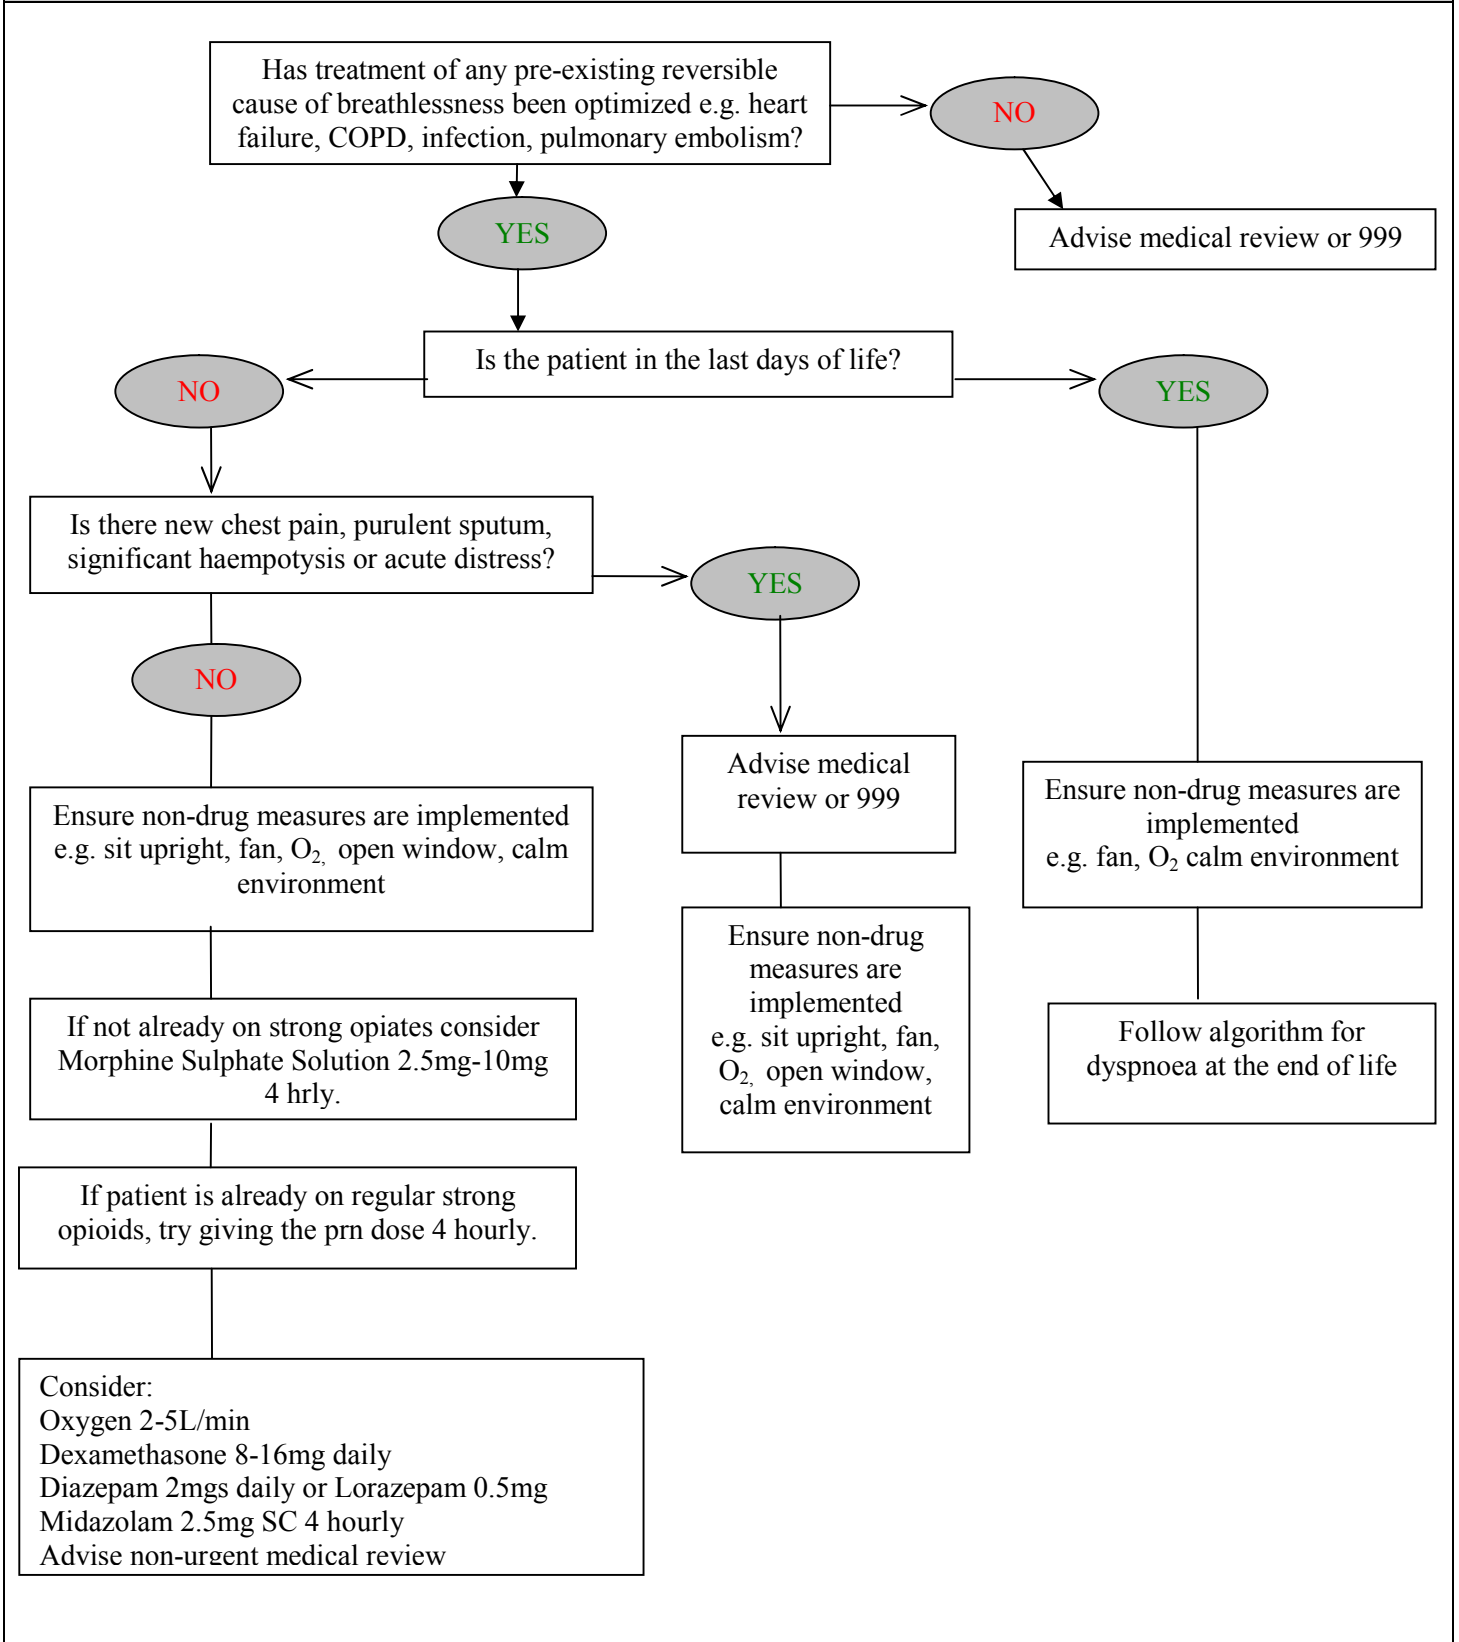 Has treatment of any pre-existing reversible
cause of breathlessness been optimized e.g. heart
failure, COPD, infection, pulmonary embolism?
NO
Advise medical review or 999
YES
Is the patient in the last days of life?
NO
YES
Is there new chest pain, purulent sputum,
significant haempotysis or acute distress?
YES
NO
Advise medical
review or 999
Ensure non-drug measures are
implemented
e.g. fan, O₂ calm environment
Ensure non-drug measures are implemented
e.g. sit upright, fan, O₂, open window, calm
environment
Ensure non-drug
measures are
implemented
e.g. sit upright, fan,
O₂, open window,
calm environment
If not already on strong opiates consider
Morphine Sulphate Solution 2.5mg-10mg
4 hrly.
Follow algorithm for
dyspnoea at the end of life
If patient is already on regular strong
opioids, try giving the prn dose 4 hourly.
Consider:
Oxygen 2-5L/min
Dexamethasone 8-16mg daily
Diazepam 2mgs daily or Lorazepam 0.5mg
Midazolam 2.5mg SC 4 hourly
Advise non-urgent medical review